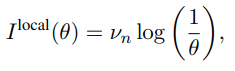 I^local(θ) = ν_n log (1/θ),